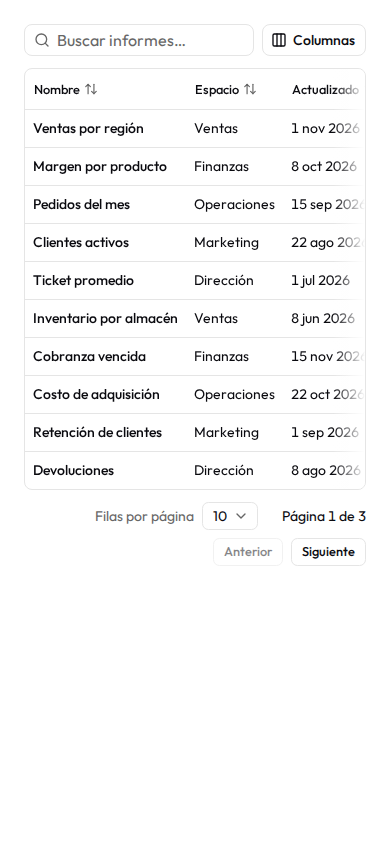 Buscar informes...
Columnas
Nombre Espacio Actualizado
Ventas por región Ventas 1 nov 2026
Margen por producto Finanzas 8 oct 2026
Pedidos del mes Operaciones 15 sep 2026
Clientes activos Marketing 22 ago 2026
Ticket promedio Dirección 1 jul 2026
Inventario por almacén Ventas 8 jun 2026
Cobranza vencida Finanzas 15 nov 2026
Costo de adquisición Operaciones 22 oct 2026
Retención de clientes Marketing 1 sep 2026
Devoluciones Dirección 8 ago 2026
Filas por página 10 Página 1 de 3
Anterior Siguiente